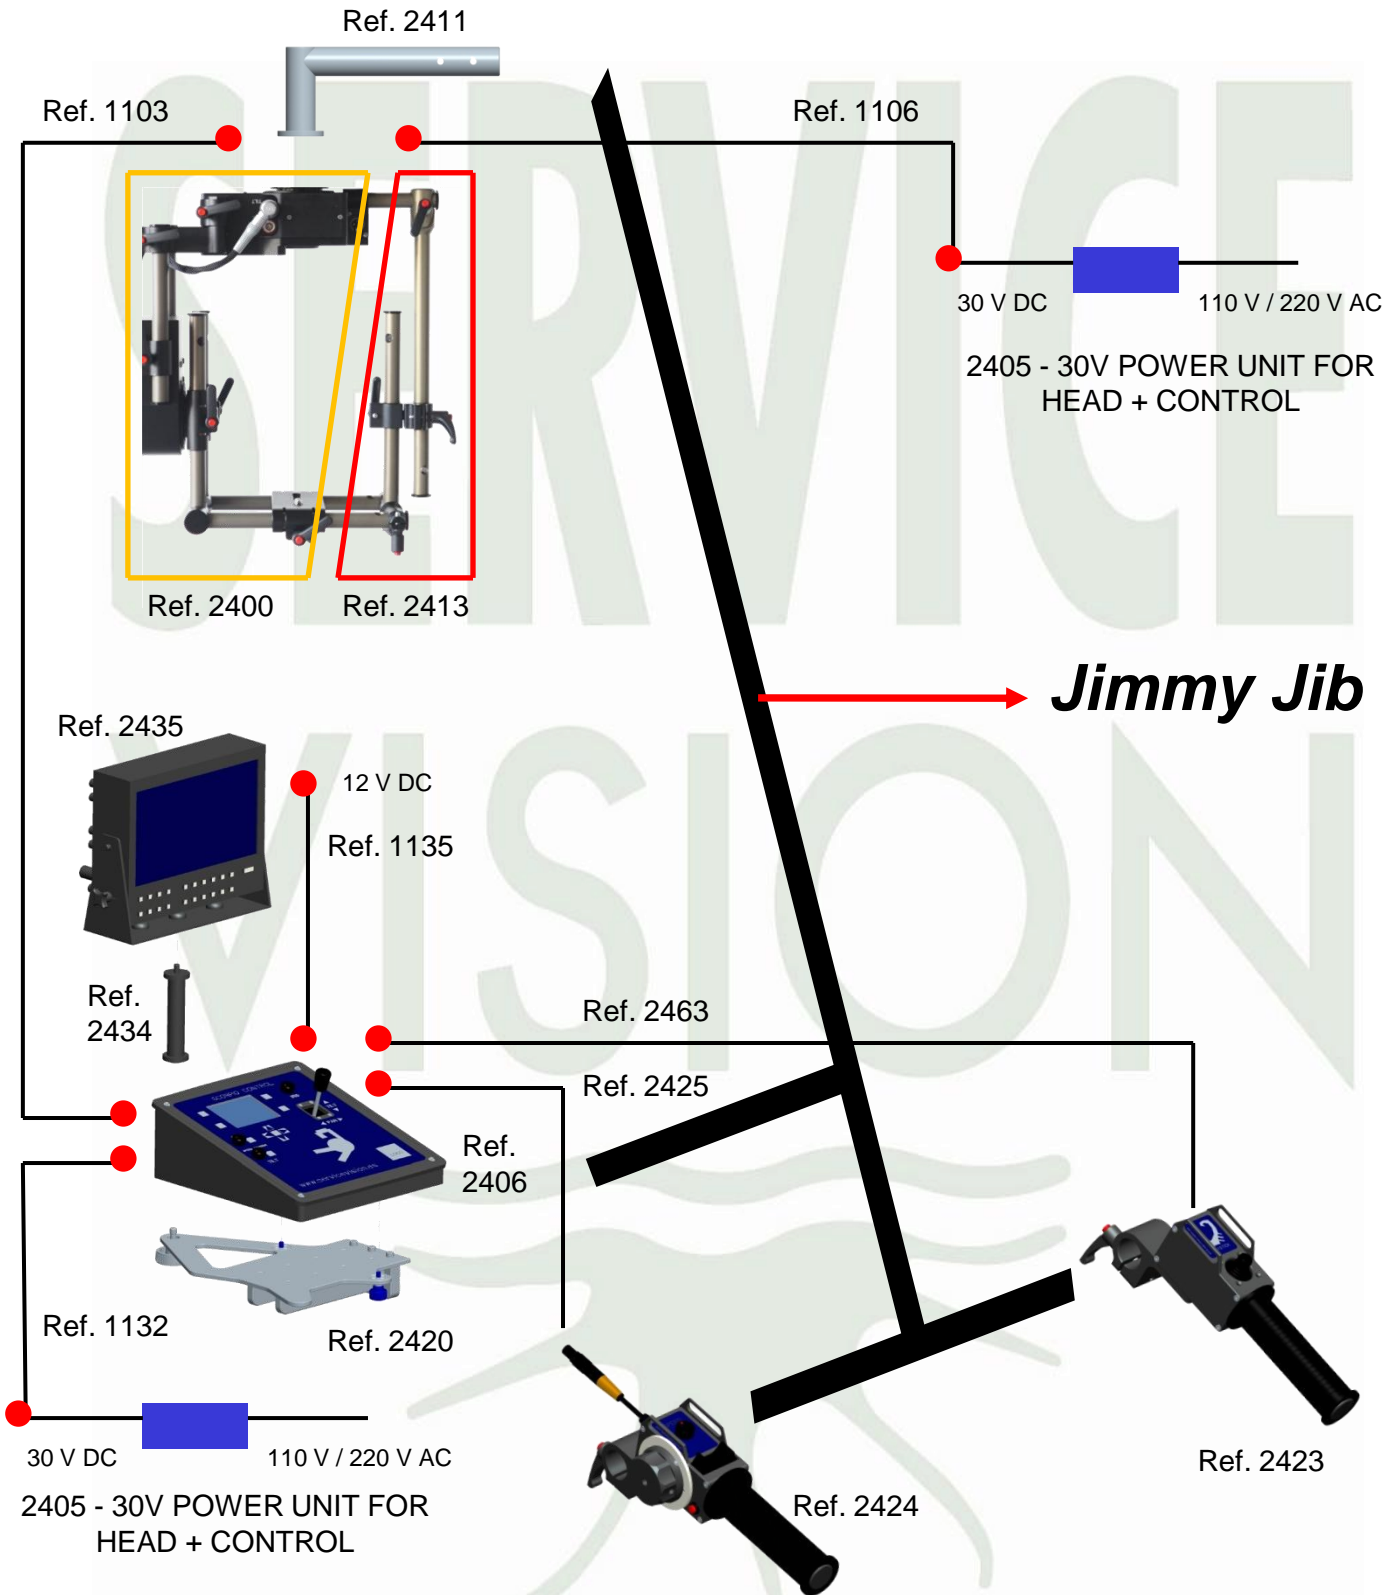 Ref. 2411
Ref. 1103
Ref. 1106
30 V DC
110 V / 220 V AC
2405 - 30V POWER UNIT FOR
HEAD + CONTROL
Ref. 2400
Ref. 2413
Jimmy Jib
Ref. 2435
12 V DC
Ref. 1135
Ref.
2434
Ref. 2463
Ref. 2425
Ref.
2406
Ref. 1132
Ref. 2420
30 V DC
110 V / 220 V AC
2405 - 30V POWER UNIT FOR
HEAD + CONTROL
Ref. 2424
Ref. 2423
SERVICE
VISION